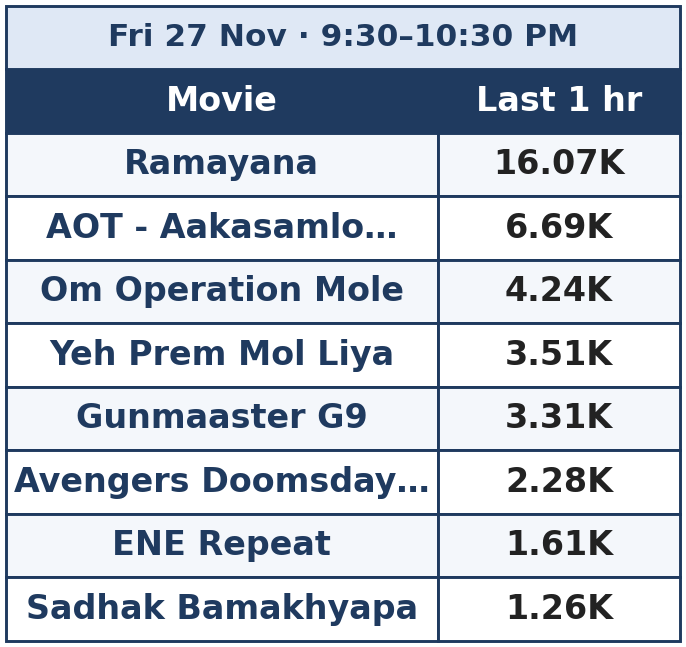 Fri 27 Nov · 9:30–10:30 PM
Movie Last 1 hr
Ramayana 16.07K
AOT - Aakasamlo... 6.69K
Om Operation Mole 4.24K
Yeh Prem Mol Liya 3.51K
Gunmaaster G9 3.31K
Avengers Doomsday... 2.28K
ENE Repeat 1.61K
Sadhak Bamakhyapa 1.26K